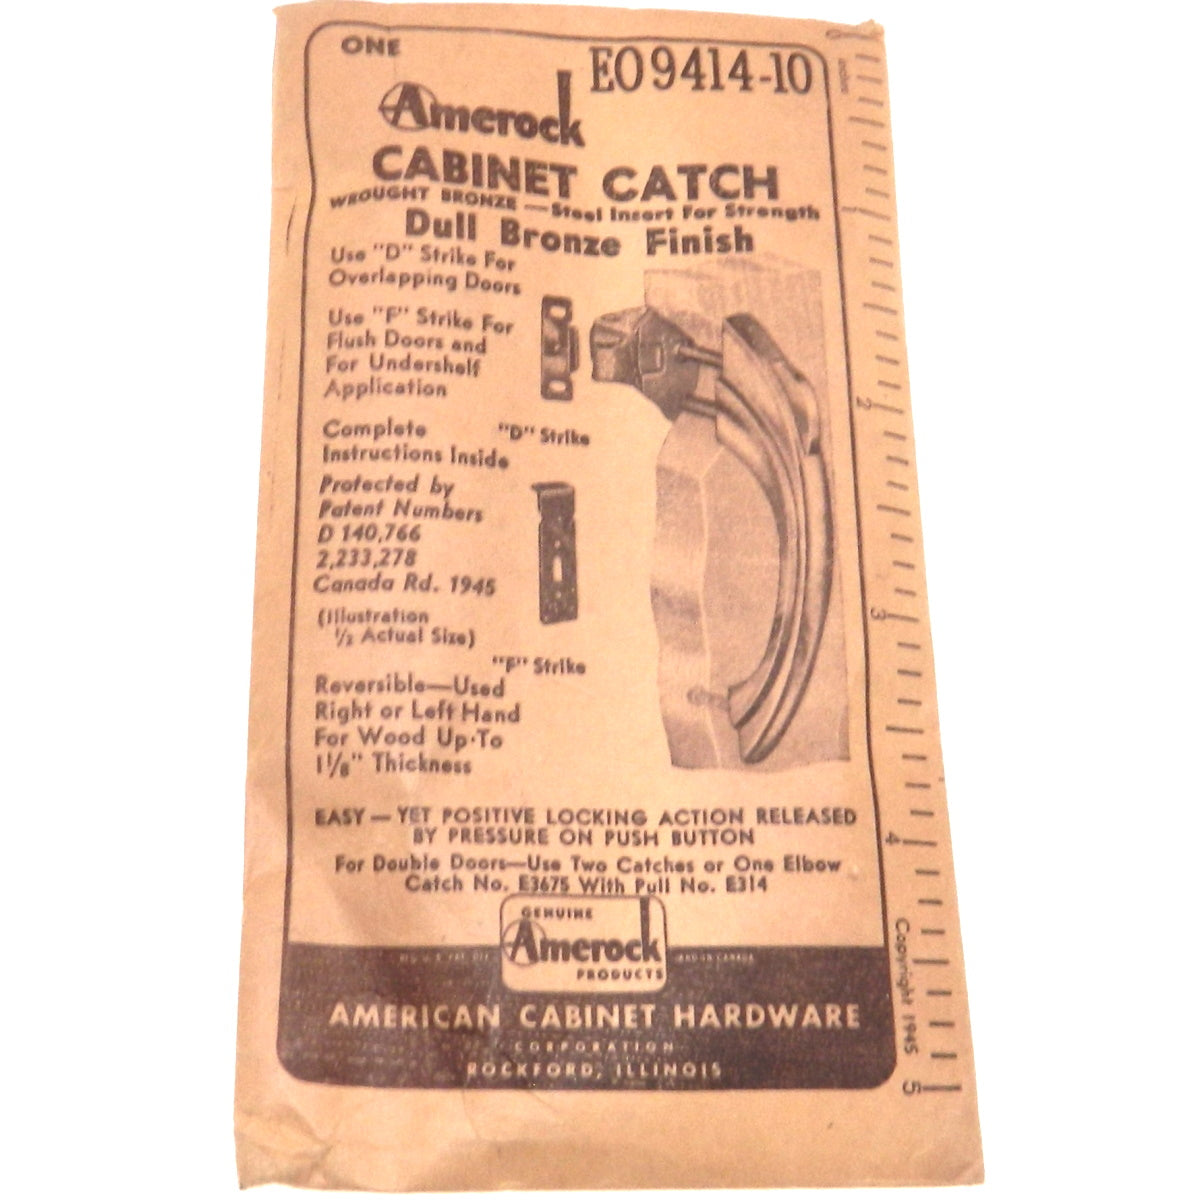 ONE
EO9414-10
Amerock
CABINET CATCH
WROUGHT BRONZE — Steel Insert For Strength
Dull Bronze Finish
Use "D" Strike For
Overlapping Doors
Use "F" Strike For
Flush Doors and
For Undershelf
Application
"D" Strike
Complete
Instructions Inside
Protected by
Patent Numbers
D 140,766
2,233,278
Canada Rd. 1945
(Illustration
½ Actual Size)
"F" Strike
Reversible—Used
Right or Left Hand
For Wood Up-To
1⅛" Thickness
EASY — YET POSITIVE LOCKING ACTION RELEASED
BY PRESSURE ON PUSH BUTTON
For Double Doors—Use Two Catches or One Elbow
Catch No. E3675 With Pull No. E314
GENUINE
Amerock
PRODUCTS
AMERICAN CABINET HARDWARE
CORPORATION
ROCKFORD, ILLINOIS
1
2
3
4
5
Copyright 1945